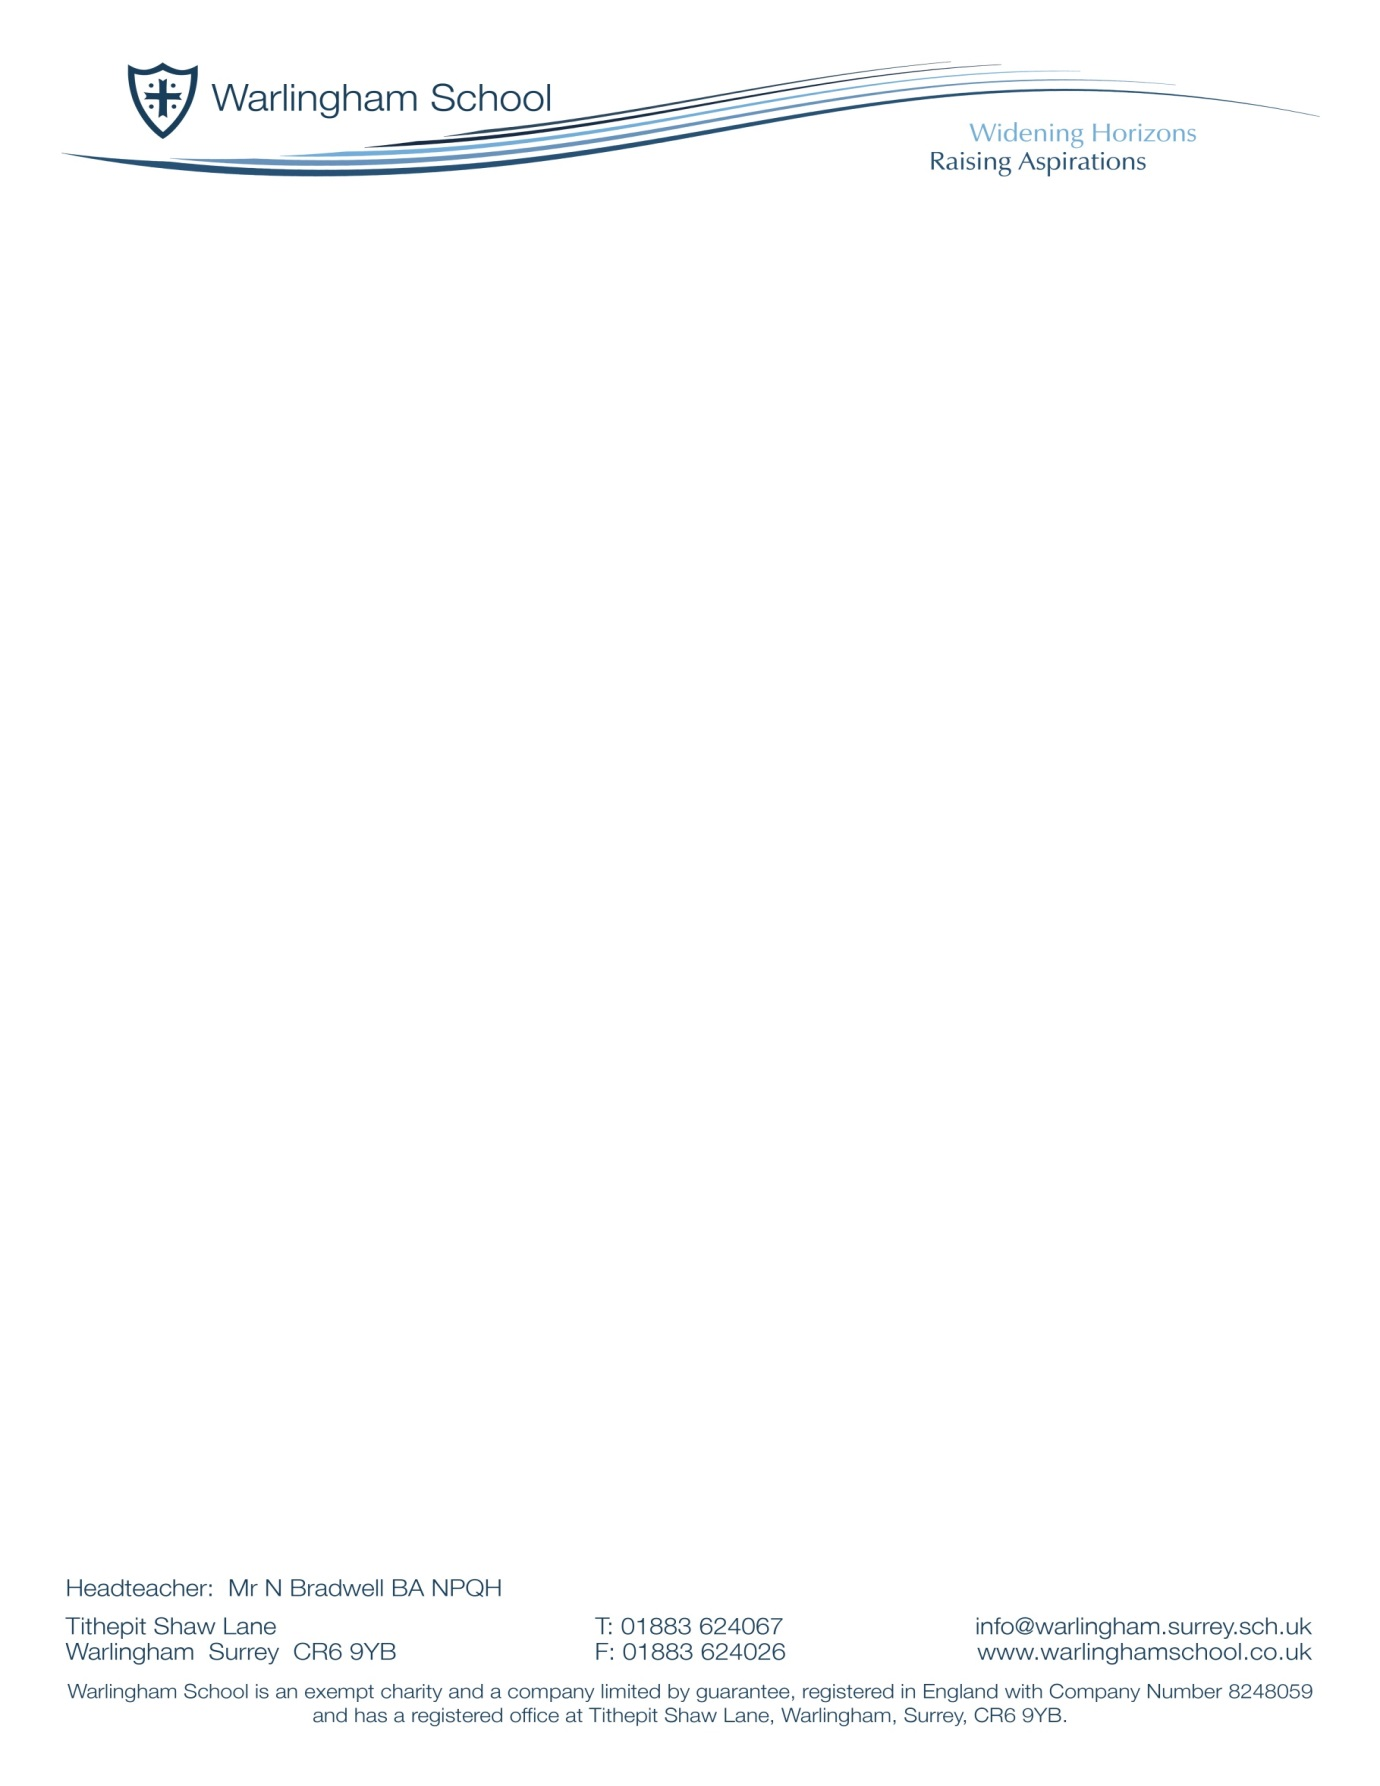 Warlingham School
Widening Horizons
Raising Aspirations
Headteacher: Mr N Bradwell BA NPQH
Tithepit Shaw Lane
Warlingham Surrey CR6 9YB
T: 01883 624067
F: 01883 624026
info@warlingham.surrey.sch.uk
www.warlinghamschool.co.uk
Warlingham School is an exempt charity and a company limited by guarantee, registered in England with Company Number 8248059
and has a registered office at Tithepit Shaw Lane, Warlingham, Surrey, CR6 9YB.